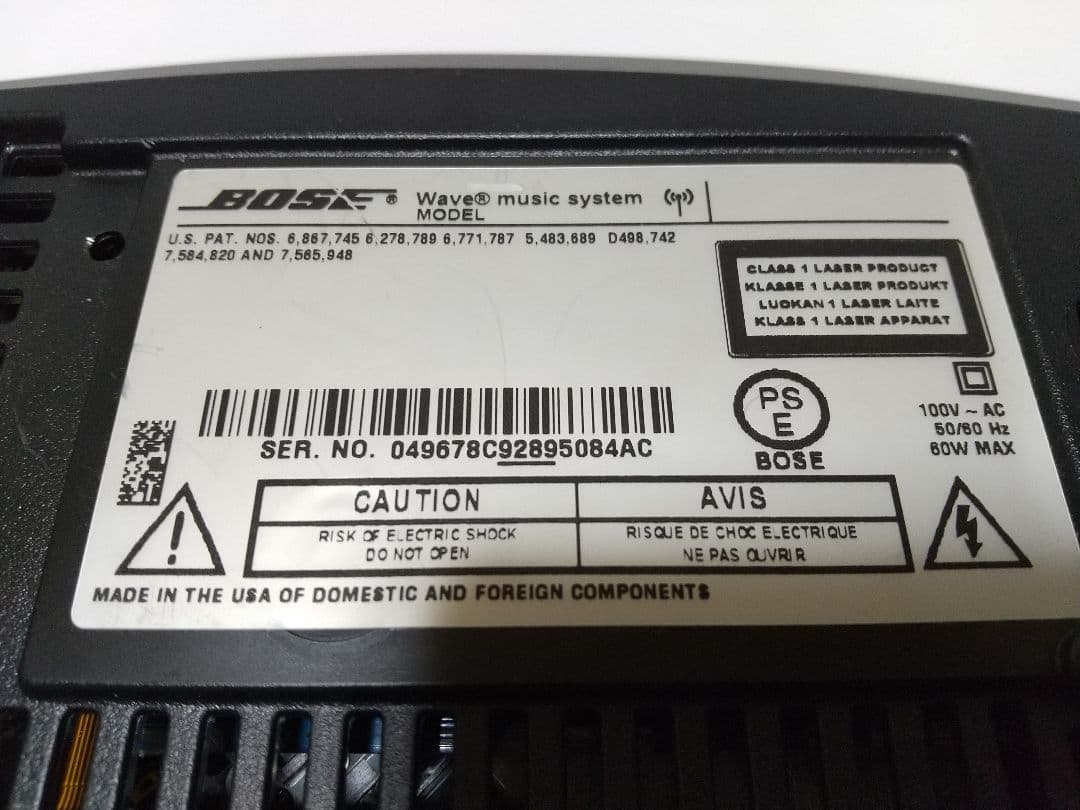 BOSE® Wave® music system
MODEL
U.S. PAT. NOS. 6,867,745 6,278,789 6,771,787 5,483,689 D498,742
7,584,820 AND 7,565,948
CLASS 1 LASER PRODUCT
KLASSE 1 LASER PRODUKT
LUOKAN 1 LASER LAITE
KLASS 1 LASER APPARAT
SER. NO. 049678C92895084AC
PS
E
BOSE
100V ~ AC
50/60 Hz
60W MAX
CAUTION
RISK OF ELECTRIC SHOCK
DO NOT OPEN
AVIS
RISQUE DE CHOC ELECTRIQUE
NE PAS OUVRIR
MADE IN THE USA OF DOMESTIC AND FOREIGN COMPONENTS